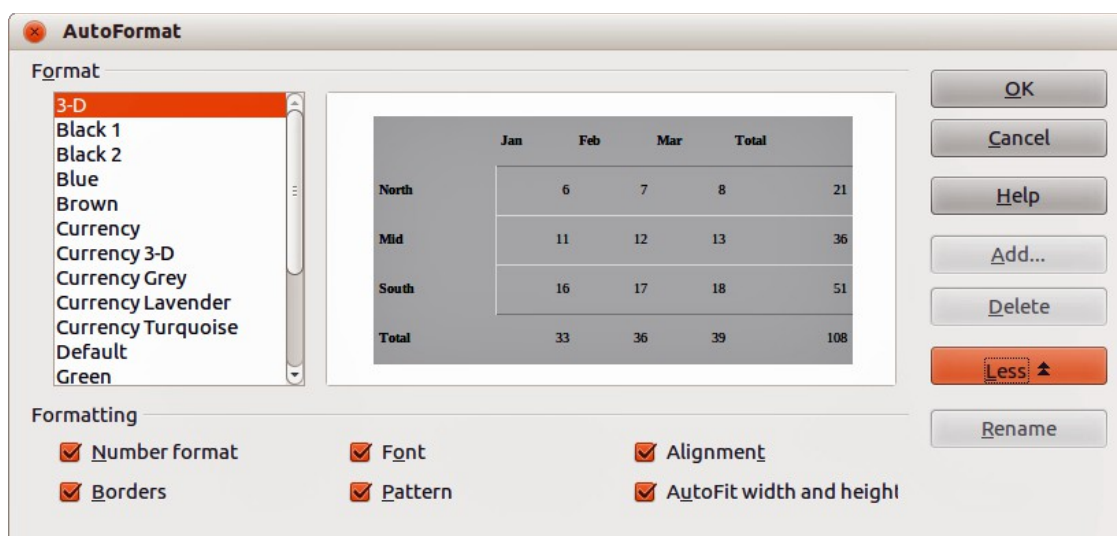 AutoFormat
Format
3-D
Black 1
Black 2
Blue
Brown
Currency
Currency 3-D
Currency Grey
Currency Lavender
Currency Turquoise
Default
Green
Jan Feb Mar Total
North 6 7 8 21
Mid 11 12 13 36
South 16 17 18 51
Total 33 36 39 108
OK
Cancel
Help
Add...
Delete
Less
Rename
Formatting
Number format
Font
Alignment
Borders
Pattern
AutoFit width and height